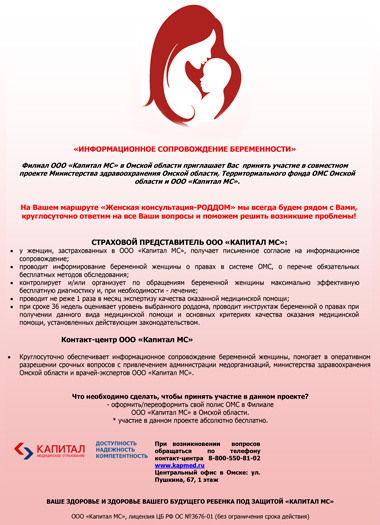 «ИНФОРМАЦИОННОЕ СОПРОВОЖДЕНИЕ БЕРЕМЕННОСТИ»
Филиал ООО «Капитал МС» в Омской области приглашает Вас принять участие в совместном
проекте Министерства здравоохранения Омской области, Территориального фонда ОМС Омской
области и ООО «Капитал МС».
На Вашем маршруте «Женская консультация-РОДДОМ» мы всегда будем рядом с Вами,
круглосуточно ответим на все Ваши вопросы и поможем решить возникшие проблемы!
СТРАХОВОЙ ПРЕДСТАВИТЕЛЬ ООО «КАПИТАЛ МС»:
• у женщин, застрахованных в ООО «Капитал МС», получает письменное согласие на информационное
сопровождение;
• проводит информирование беременной женщины о правах в системе ОМС, о перечне обязательных
бесплатных методов обследования;
• контролирует и/или организует по обращениям беременной женщины максимально эффективную
бесплатную диагностику и, при необходимости - лечение;
• проводит не реже 1 раза в месяц экспертизу качества оказанной медицинской помощи;
• при сроке 36 недель оценивает уровень выбранного роддома, проводит инструктаж беременной о правах при
получении данного вида медицинской помощи и основных критериях качества оказания медицинской
помощи, установленных действующим законодательством.
Контакт-центр ООО «Капитал МС»
• Круглосуточно обеспечивает информационное сопровождение беременной женщины, помогает в оперативном
разрешении срочных вопросов с привлечением администрации медорганизаций, министерства здравоохранения
Омской области и врачей-экспертов ООО «Капитал МС».
Что необходимо сделать, чтобы принять участие в данном проекте?
- оформить/переоформить свой полис ОМС в Филиале
ООО «Капитал МС» в Омской области.
* участие в данном проекте абсолютно бесплатно.
КАПИТАЛ
МЕДИЦИНСКОЕ СТРАХОВАНИЕ
ДОСТУПНОСТЬ
НАДЕЖНОСТЬ
КОМПЕТЕНТНОСТЬ
При возникновении вопросов
обращаться по телефону
контакт-центра 8-800-550-81-02
www.kapmed.ru
Центральный офис в Омске: ул.
Пушкина, 67, 1 этаж
ВАШЕ ЗДОРОВЬЕ И ЗДОРОВЬЕ ВАШЕГО БУДУЩЕГО РЕБЕНКА ПОД ЗАЩИТОЙ «КАПИТАЛ МС»
ООО «Капитал МС», лицензия ЦБ РФ ОС №3676-01 (без ограничения срока действия)